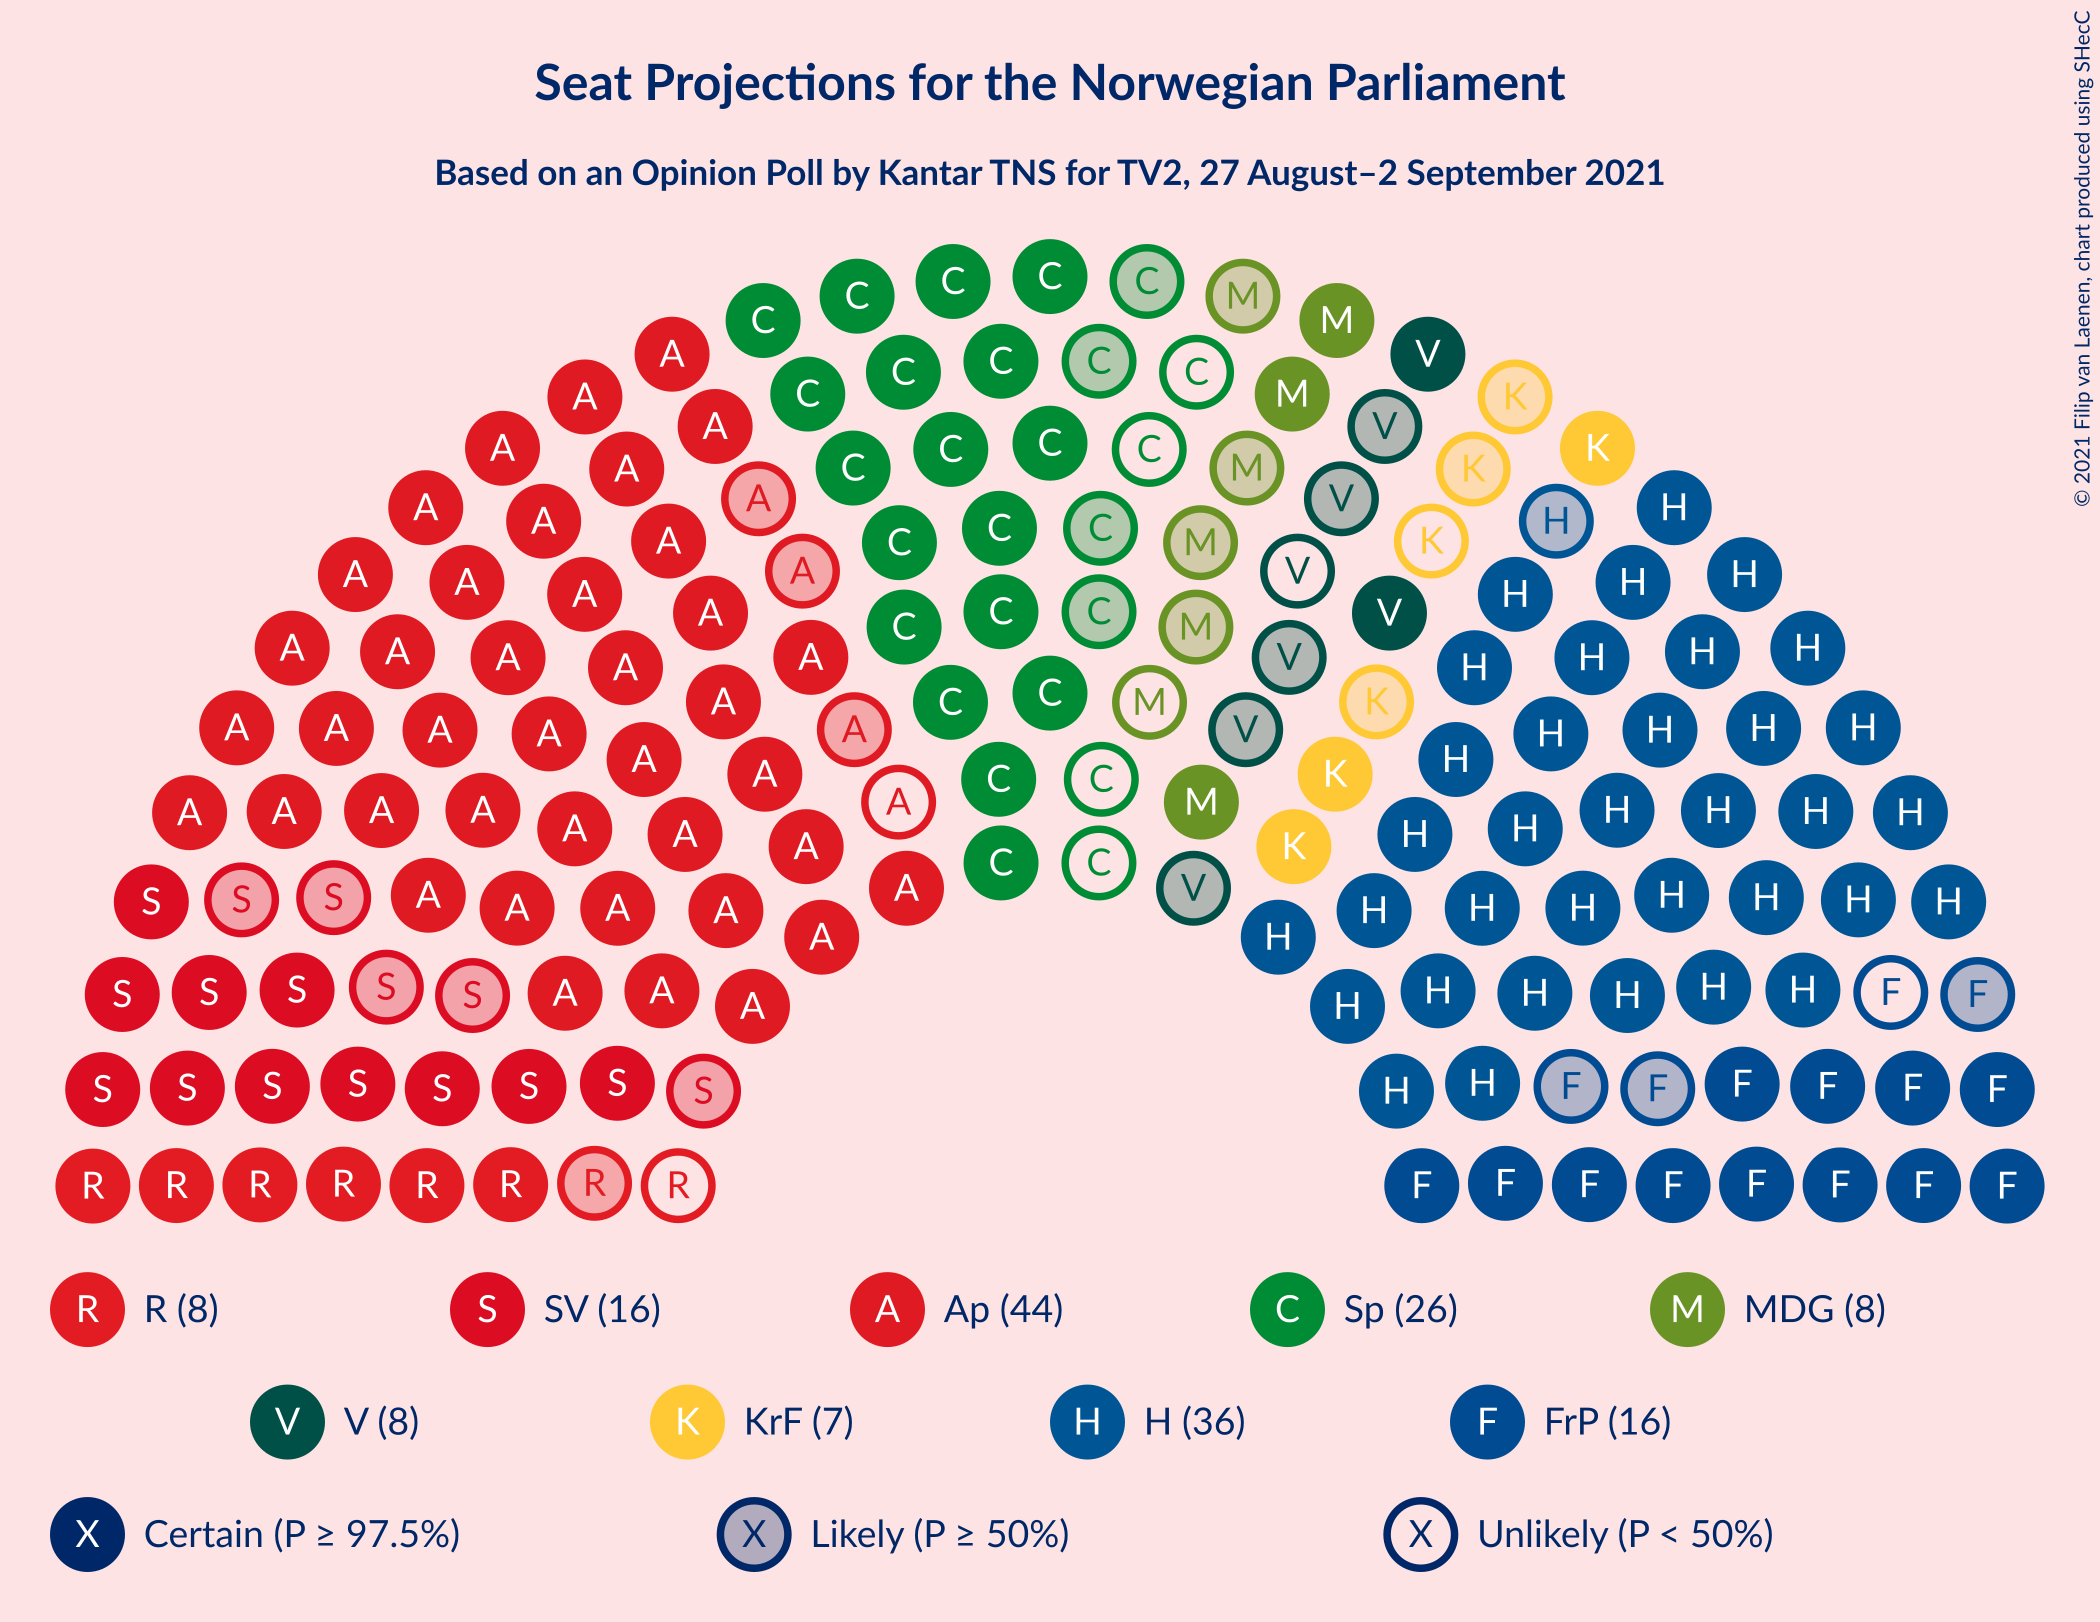 Seat Projections for the Norwegian Parliament
Based on an Opinion Poll by Kantar TNS for TV2, 27 August–2 September 2021
© 2021 Filip van Laenen, chart produced using SHecC
C C C C M
C M
A C C C C V
A C M K
A A C C C V K
A C M K
A A A C C C M V H H
A K
A A A A V H H H
A C C C M V
A A A A A V H H H H
A C C M K
A A A A A V H H H H
A A C C K H
A A A A A A A A M K H H H H H H
S S S A A A A A A C C V H H H H H H H H
S S S S S A A A H H H H H H F F
S S S S S S S S H H F F F F F F
R R R R R R R R F F F F F F F F
R R (8) S SV (16) A Ap (44) C Sp (26) M MDG (8)
V V (8) K KrF (7) H H (36) F FrP (16)
X Certain (P ≥ 97.5%) X Likely (P ≥ 50%) X Unlikely (P < 50%)